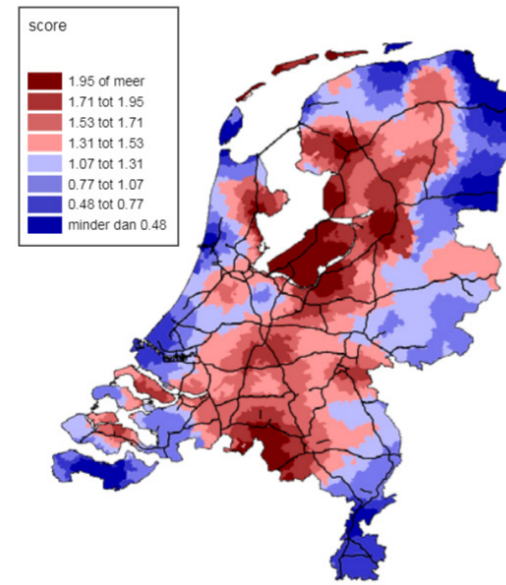 score
1.95 of meer
1.71 tot 1.95
1.53 tot 1.71
1.31 tot 1.53
1.07 tot 1.31
0.77 tot 1.07
0.48 tot 0.77
minder dan 0.48